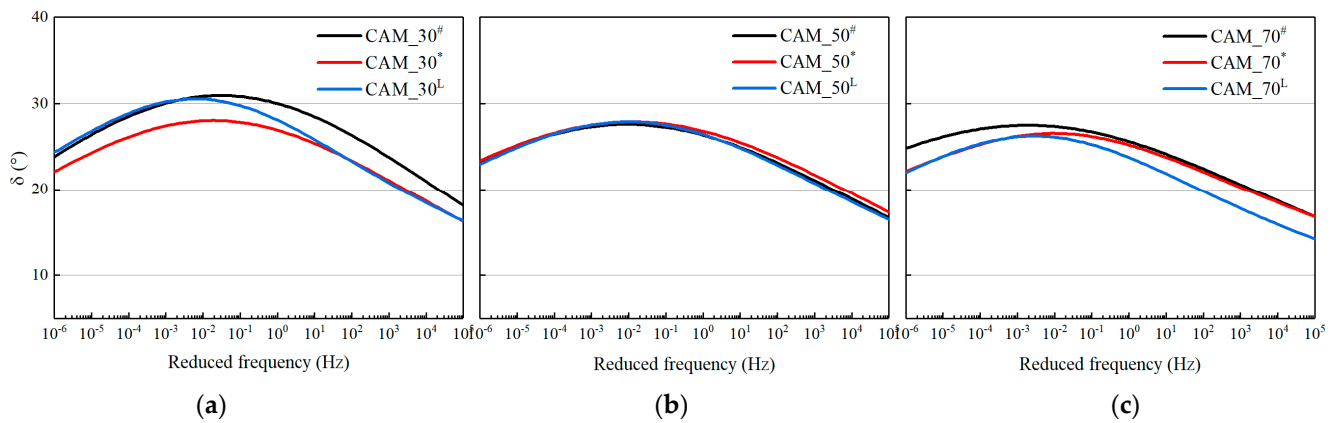 40
30
20
10
δ (°)
CAM_30#
CAM_30*
CAM_30L
10-6 10-5 10-4 10-3 10-2 10-1 100 101 102 103 104 105
Reduced frequency (Hz)
(a)
CAM_50#
CAM_50*
CAM_50L
10-6 10-5 10-4 10-3 10-2 10-1 100 101 102 103 104 105
Reduced frequency (Hz)
(b)
CAM_70#
CAM_70*
CAM_70L
10-5 10-4 10-3 10-2 10-1 100 101 102 103 104 105
Reduced frequency (Hz)
(c)